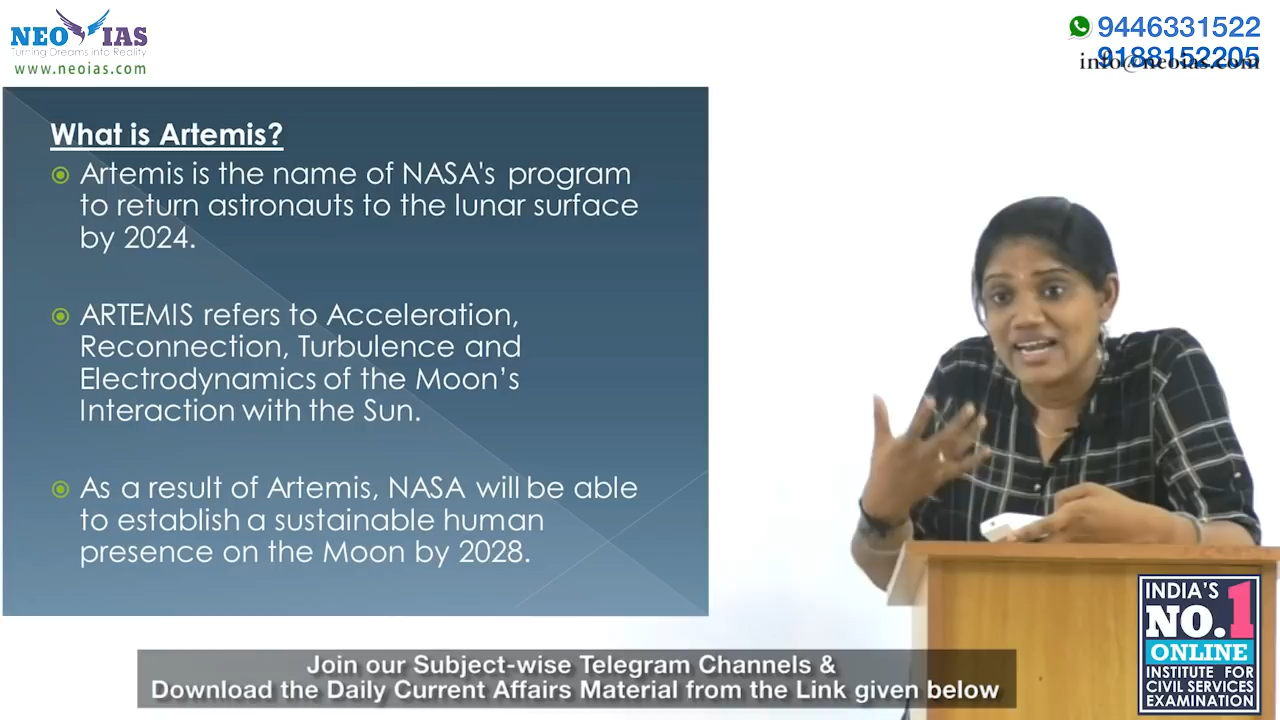 NEO IAS
Turning Dreams into Reality
www.neoias.com
9446331522
9188152205
info@neoias.com
What is Artemis?
Artemis is the name of NASA's program
to return astronauts to the lunar surface
by 2024.
ARTEMIS refers to Acceleration,
Reconnection, Turbulence and
Electrodynamics of the Moon’s
Interaction with the Sun.
As a result of Artemis, NASA will be able
to establish a sustainable human
presence on the Moon by 2028.
INDIA’S
NO.1
ONLINE
INSTITUTE FOR
CIVIL SERVICES
EXAMINATION
Join our Subject-wise Telegram Channels &
Download the Daily Current Affairs Material from the Link given below